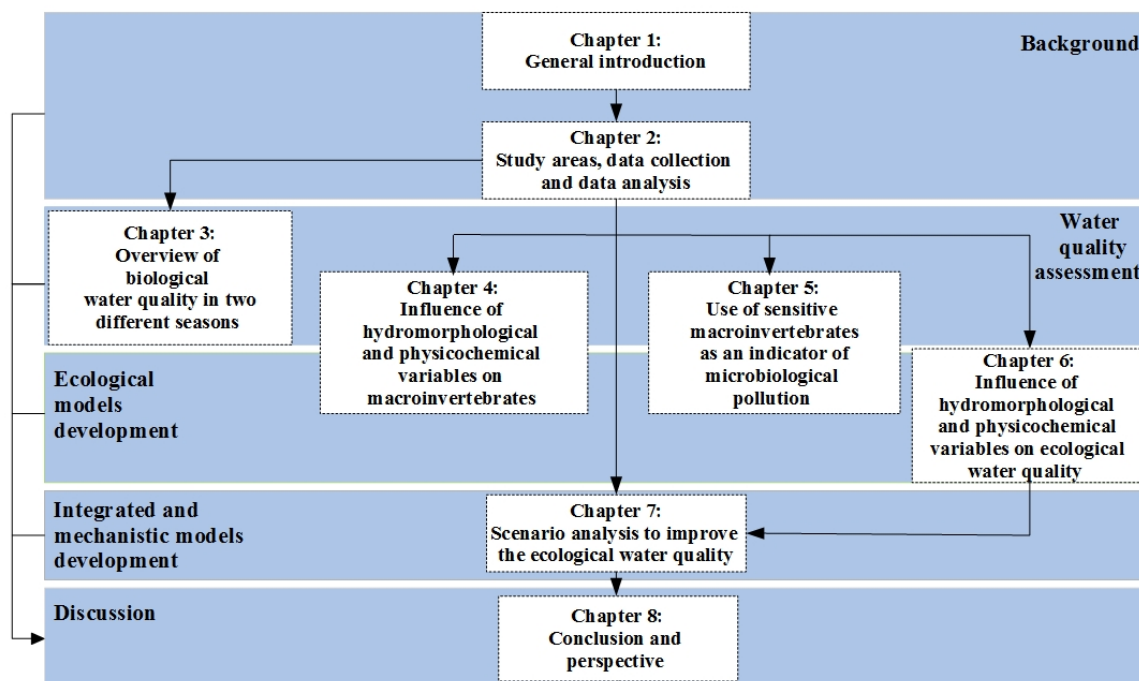 Chapter 1:
General introduction
Background
Chapter 2:
Study areas, data collection
and data analysis
Water
quality
assessment
Chapter 3:
Overview of
biological
water quality in two
different seasons
Chapter 4:
Influence of
hydromorphological
and physicochemical
variables on
macroinvertebrates
Chapter 5:
Use of sensitive
macroinvertebrates
as an indicator of
microbiological
pollution
Chapter 6:
Influence of
hydromorphological
and physicochemical
variables on ecological
water quality
Ecological
models
development
Integrated and
mechanistic models
development
Chapter 7:
Scenario analysis to improve
the ecological water quality
Discussion
Chapter 8:
Conclusion and
perspective